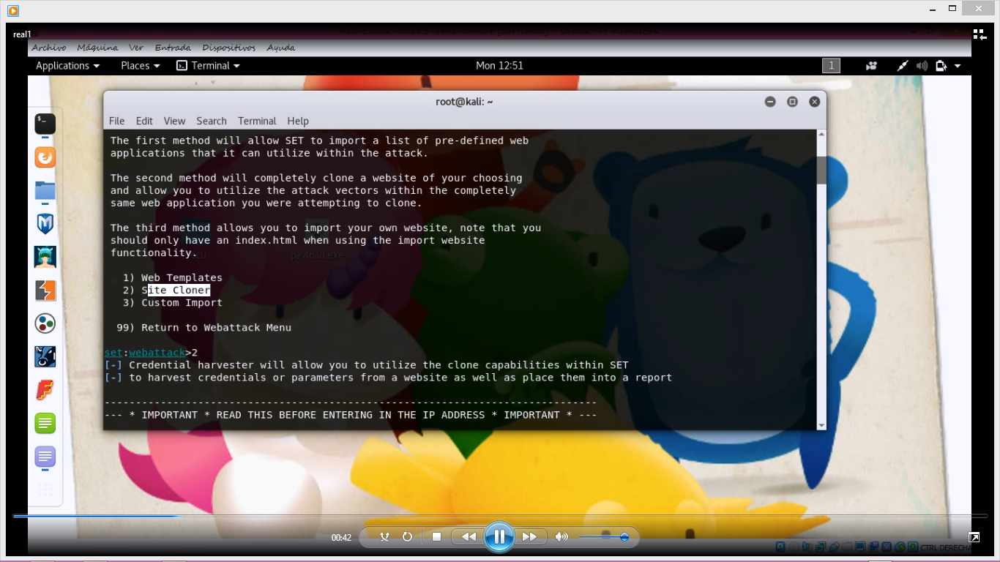 real1
Archivo Máquina Ver Entrada Dispositivos Ayuda
Applications Places Terminal Mon 12:51 1
root@kali: ~
File Edit View Search Terminal Help
The first method will allow SET to import a list of pre-defined web
applications that it can utilize within the attack.
The second method will completely clone a website of your choosing
and allow you to utilize the attack vectors within the completely
same web application you were attempting to clone.
The third method allows you to import your own website, note that you
should only have an index.html when using the import website
functionality.
payload.exe
1) Web Templates
2) Site Cloner
3) Custom Import
99) Return to Webattack Menu
set:webattack>2
[-] Credential harvester will allow you to utilize the clone capabilities within SET
[-] to harvest credentials or parameters from a website as well as place them into a report
-------------------------------------------------------------------------------
--- * IMPORTANT * READ THIS BEFORE ENTERING IN THE IP ADDRESS * IMPORTANT * ---
00:42
CTRL DERECHA